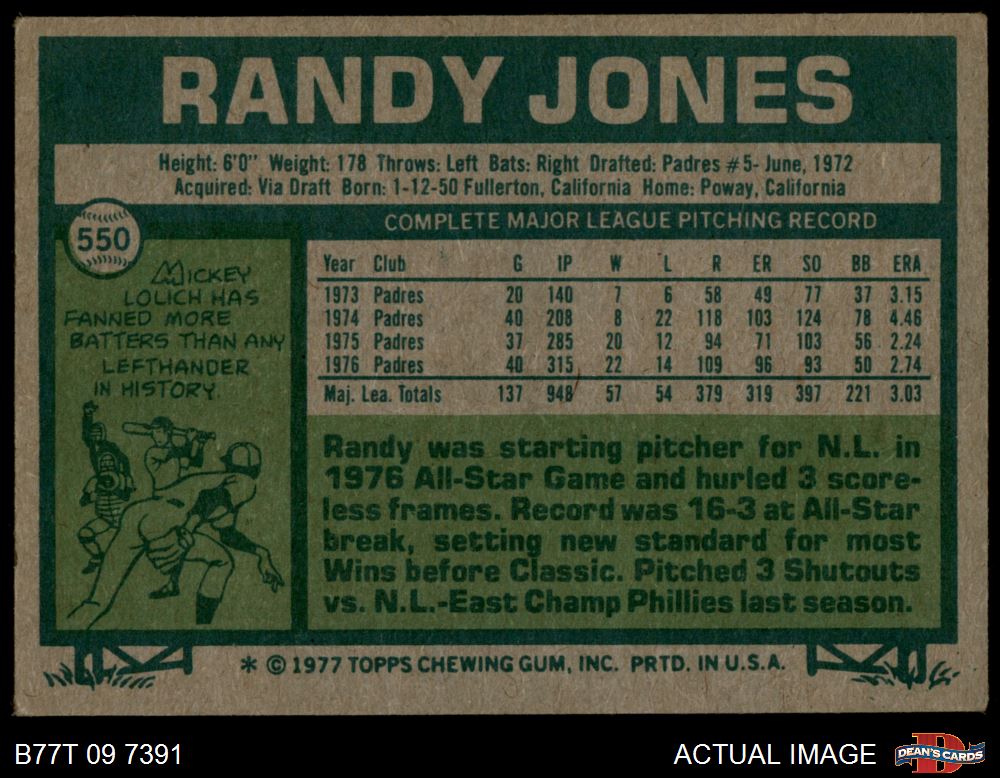 RANDY JONES
Height: 6'0" Weight: 178 Throws: Left Bats: Right Drafted: Padres #5- June, 1972
Acquired: Via Draft Born: 1-12-50 Fullerton, California Home: Poway, California
550
MICKEY
LOLICH HAS
FANNED MORE
BATTERS THAN ANY
LEFTHANDER
IN HISTORY.
COMPLETE MAJOR LEAGUE PITCHING RECORD
Year Club G IP W L R ER SO BB ERA
1973 Padres 20 140 7 6 58 49 77 37 3.15
1974 Padres 40 208 8 22 118 103 124 78 4.46
1975 Padres 37 285 20 12 94 71 103 56 2.24
1976 Padres 40 315 22 14 109 96 93 50 2.74
Maj. Lea. Totals 137 948 57 54 379 319 397 221 3.03
Randy was starting pitcher for N.L. in
1976 All-Star Game and hurled 3 score-
less frames. Record was 16-3 at All-Star
break, setting new standard for most
Wins before Classic. Pitched 3 Shutouts
vs. N.L.-East Champ Phillies last season.
* © 1977 TOPPS CHEWING GUM, INC. PRTD. IN U.S.A.
B77T 09 7391
ACTUAL IMAGE
D
DEAN'S CARDS